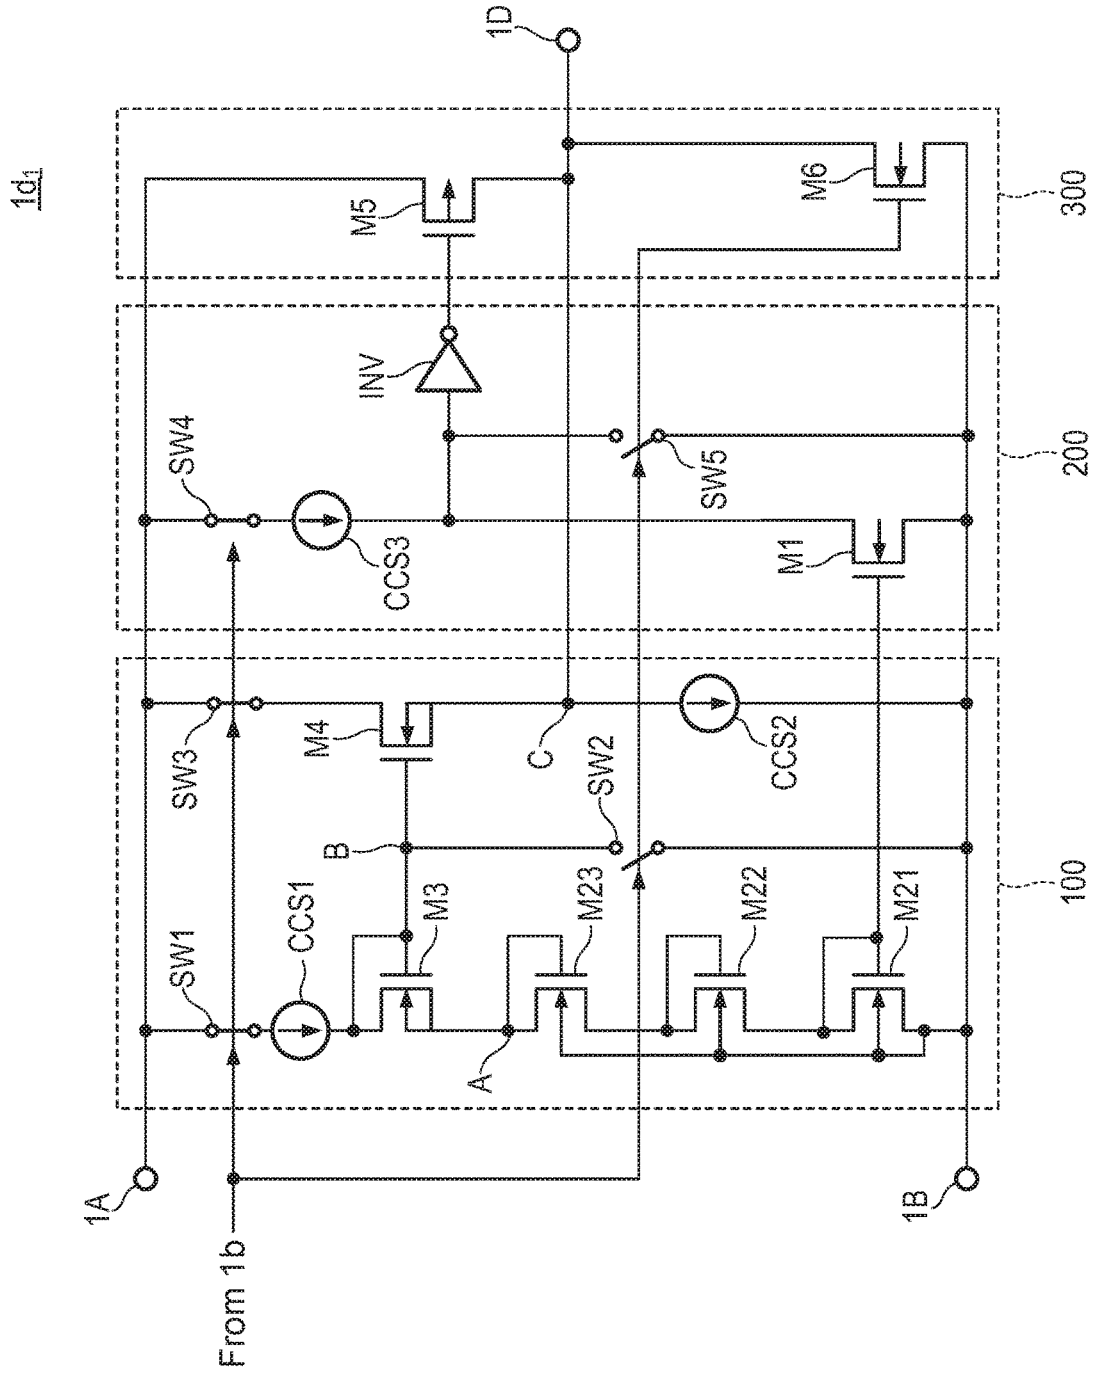 1d1
1A
From 1b
SW1
CCS1
M3
A
M23
M22
M21
1B
B
SW2
SW3
M4
C
CCS2
100
SW4
CCS3
INV
SW5
M1
200
M5
M6
300
1D